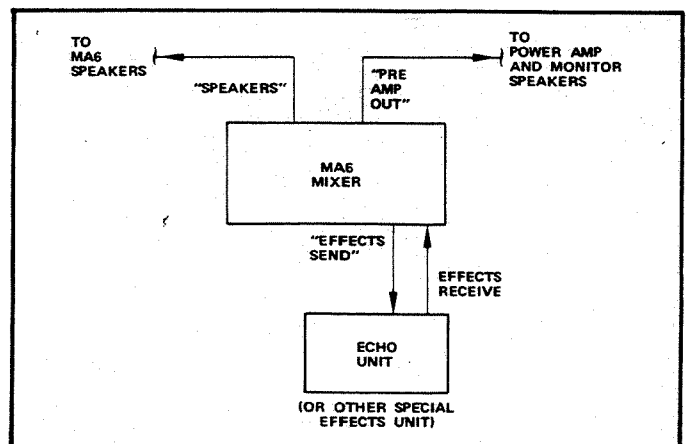 TO
MA6
SPEAKERS
"SPEAKERS"
"PRE
AMP
OUT"
TO
POWER AMP
AND MONITOR
SPEAKERS
MA6
MIXER
"EFFECTS
SEND"
EFFECTS
RECEIVE
ECHO
UNIT
(OR OTHER SPECIAL
EFFECTS UNIT)